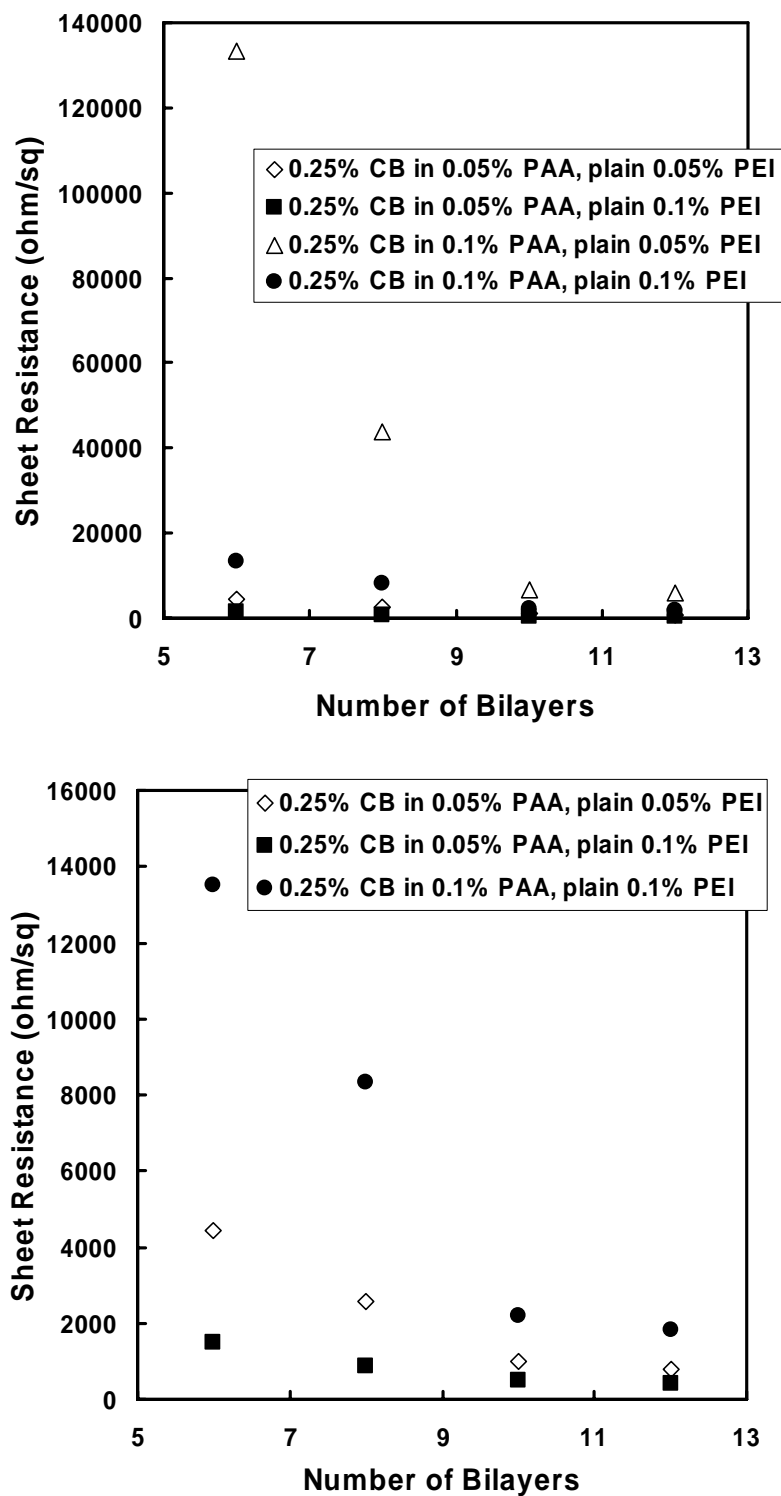 140000
120000
100000
80000
60000
40000
20000
0
Sheet Resistance (ohm/sq)
0.25% CB in 0.05% PAA, plain 0.05% PEI
0.25% CB in 0.05% PAA, plain 0.1% PEI
0.25% CB in 0.1% PAA, plain 0.05% PEI
0.25% CB in 0.1% PAA, plain 0.1% PEI
5 7 9 11 13
Number of Bilayers
16000
14000
12000
10000
8000
6000
4000
2000
0
Sheet Resistance (ohm/sq)
0.25% CB in 0.05% PAA, plain 0.05% PEI
0.25% CB in 0.05% PAA, plain 0.1% PEI
0.25% CB in 0.1% PAA, plain 0.1% PEI
5 7 9 11 13
Number of Bilayers